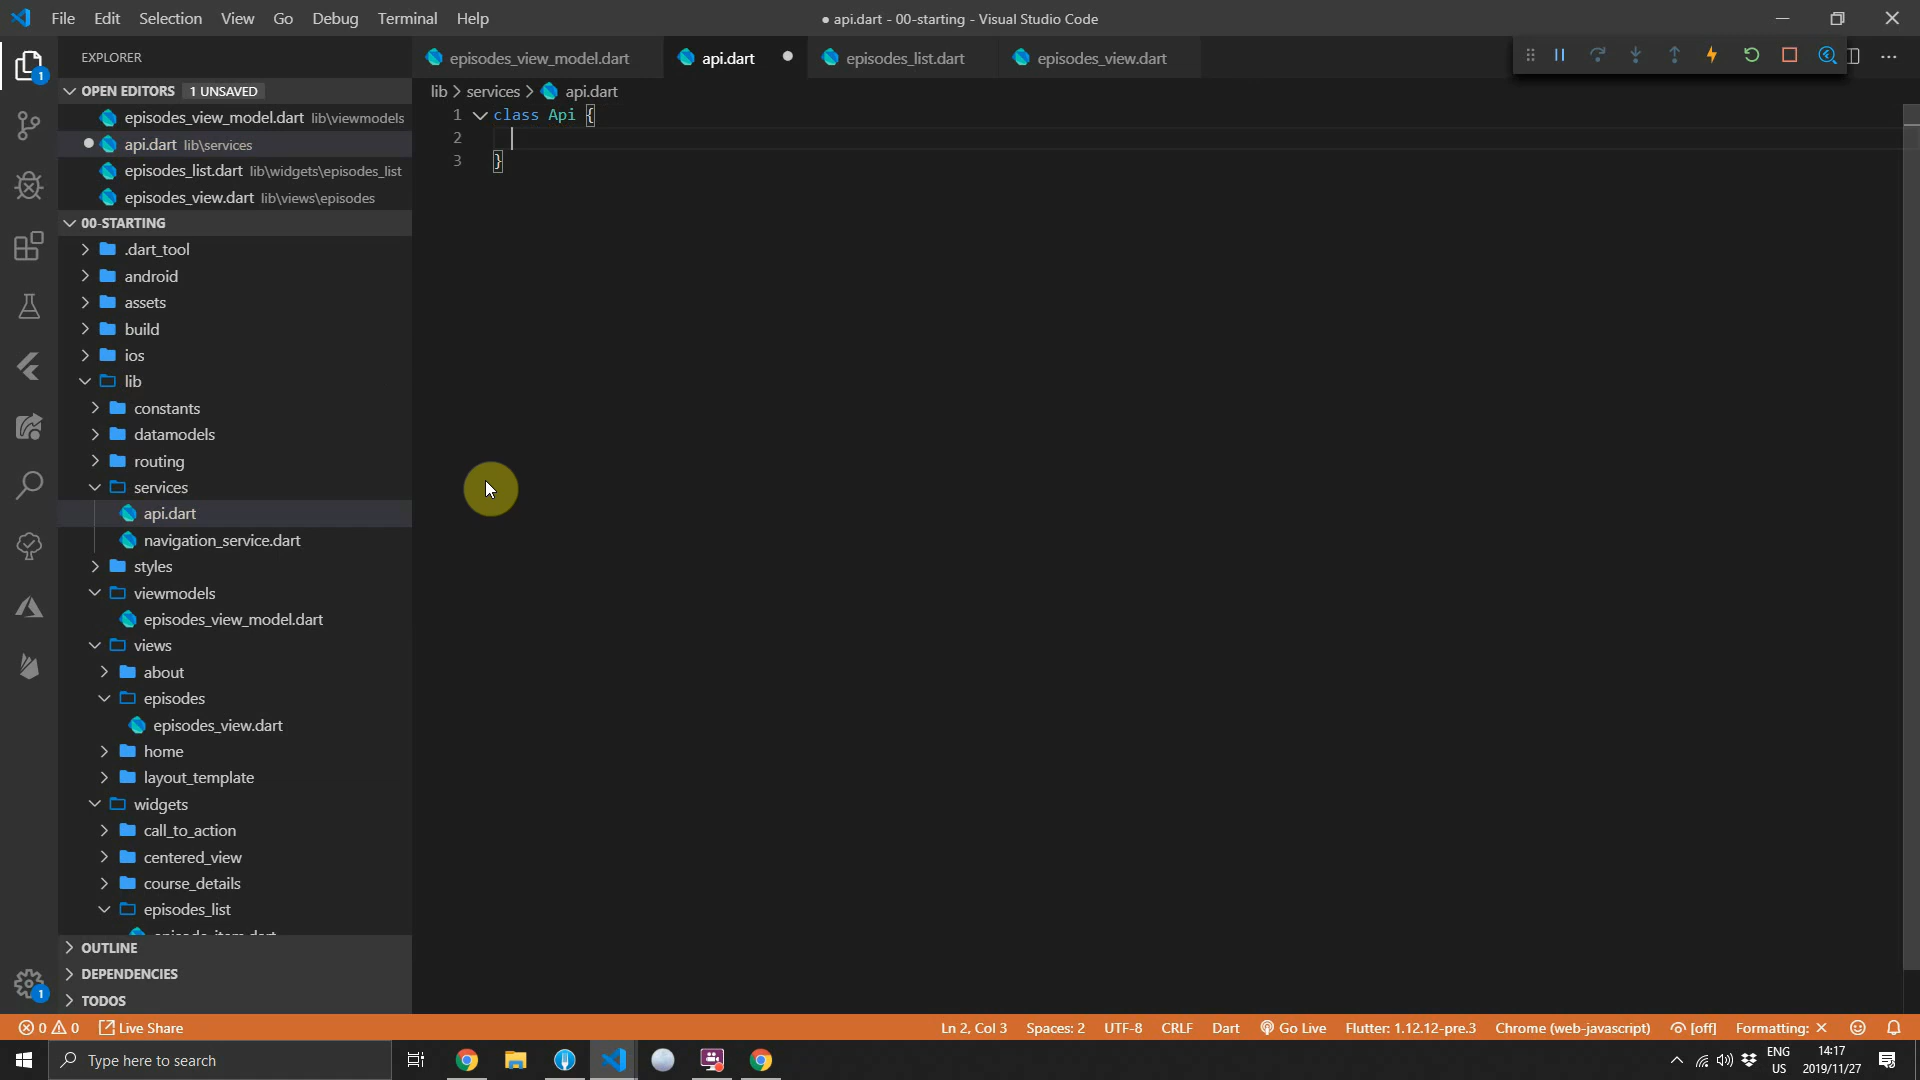 File Edit Selection View Go Debug Terminal Help
● api.dart - 00-starting - Visual Studio Code
EXPLORER
episodes_view_model.dart
api.dart
episodes_list.dart
episodes_view.dart
OPEN EDITORS 1 UNSAVED
lib > services > api.dart
episodes_view_model.dart lib\viewmodels
api.dart lib\services
episodes_list.dart lib\widgets\episodes_list
episodes_view.dart lib\views\episodes
1 class Api {
2
3 }
00-STARTING
.dart_tool
android
assets
build
ios
lib
constants
datamodels
routing
services
api.dart
navigation_service.dart
styles
viewmodels
episodes_view_model.dart
views
about
episodes
episodes_view.dart
home
layout_template
widgets
call_to_action
centered_view
course_details
episodes_list
OUTLINE
DEPENDENCIES
TODOS
1
1
0 0 Live Share
Ln 2, Col 3 Spaces: 2 UTF-8 CRLF Dart Go Live Flutter: 1.12.12-pre.3 Chrome (web-javascript) [off] Formatting: ✕
Type here to search
ENG
US
14:17
2019/11/27